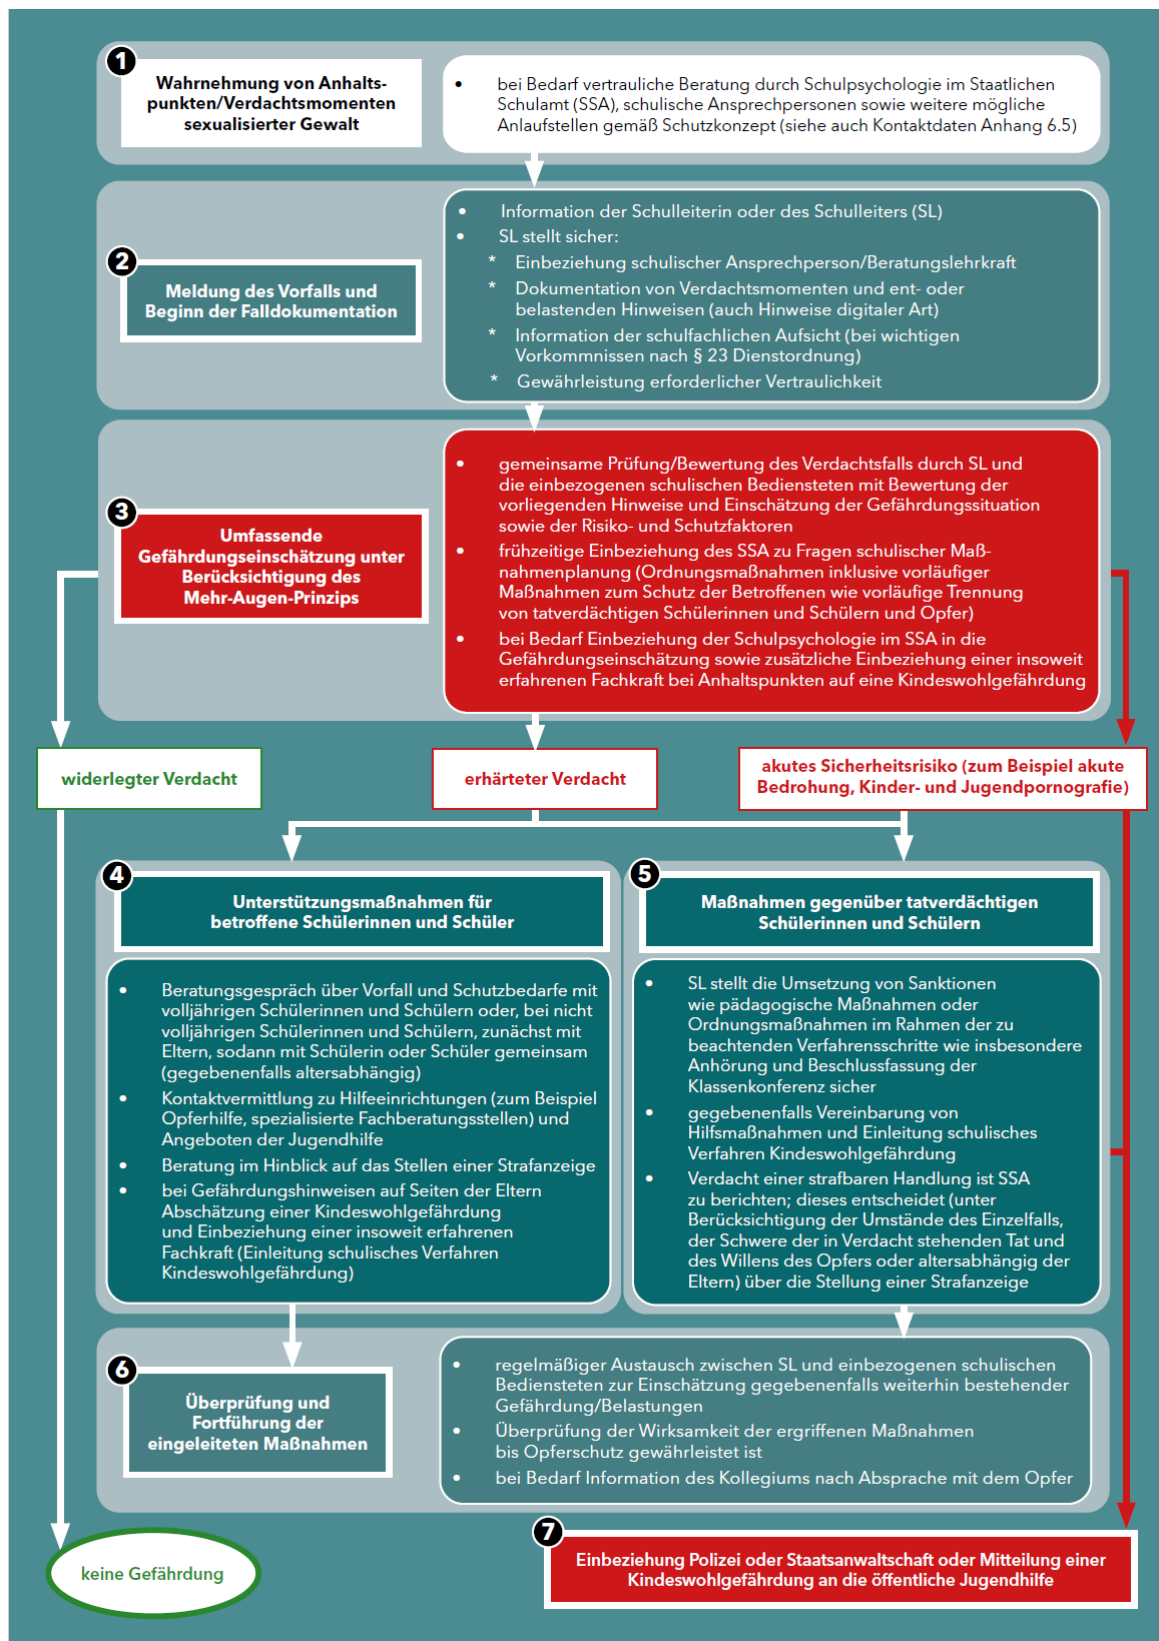 1
Wahrnehmung von Anhalts-
punkten/Verdachtsmomenten
sexualisierter Gewalt
• bei Bedarf vertrauliche Beratung durch Schulpsychologie im Staatlichen
Schulamt (SSA), schulische Ansprechpersonen sowie weitere mögliche
Anlaufstellen gemäß Schutzkonzept (siehe auch Kontaktdaten Anhang 6.5)
2
Meldung des Vorfalls und
Beginn der Falldokumentation
• Information der Schulleiterin oder des Schulleiters (SL)
• SL stellt sicher:
* Einbeziehung schulischer Ansprechperson/Beratungslehrkraft
* Dokumentation von Verdachtsmomenten und ent- oder
belastenden Hinweisen (auch Hinweise digitaler Art)
* Information der schulfachlichen Aufsicht (bei wichtigen
Vorkommnissen nach § 23 Dienstordnung)
* Gewährleistung erforderlicher Vertraulichkeit
3
Umfassende
Gefährdungseinschätzung unter
Berücksichtigung des
Mehr-Augen-Prinzips
• gemeinsame Prüfung/Bewertung des Verdachtsfalls durch SL und
die einbezogenen schulischen Bediensteten mit Bewertung der
vorliegenden Hinweise und Einschätzung der Gefährdungssituation
sowie der Risiko- und Schutzfaktoren
• frühzeitige Einbeziehung des SSA zu Fragen schulischer Maß-
nahmenplanung (Ordnungsmaßnahmen inklusive vorläufiger
Maßnahmen zum Schutz der Betroffenen wie vorläufige Trennung
von tatverdächtigen Schülerinnen und Schülern und Opfer)
• bei Bedarf Einbeziehung der Schulpsychologie im SSA in die
Gefährdungseinschätzung sowie zusätzliche Einbeziehung einer insoweit
erfahrenen Fachkraft bei Anhaltspunkten auf eine Kindeswohlgefährdung
widerlegter Verdacht
erhärteter Verdacht
akutes Sicherheitsrisiko (zum Beispiel akute
Bedrohung, Kinder- und Jugendpornografie)
4
Unterstützungsmaßnahmen für
betroffene Schülerinnen und Schüler
• Beratungsgespräch über Vorfall und Schutzbedarfe mit
volljährigen Schülerinnen und Schülern oder, bei nicht
volljährigen Schülerinnen und Schülern, zunächst mit
Eltern, sodann mit Schülerin oder Schüler gemeinsam
(gegebenenfalls altersabhängig)
• Kontaktvermittlung zu Hilfeeinrichtungen (zum Beispiel
Opferhilfe, spezialisierte Fachberatungsstellen) und
Angeboten der Jugendhilfe
• Beratung im Hinblick auf das Stellen einer Strafanzeige
• bei Gefährdungshinweisen auf Seiten der Eltern
Abschätzung einer Kindeswohlgefährdung
und Einbeziehung einer insoweit erfahrenen
Fachkraft (Einleitung schulisches Verfahren
Kindeswohlgefährdung)
5
Maßnahmen gegenüber tatverdächtigen
Schülerinnen und Schülern
• SL stellt die Umsetzung von Sanktionen
wie pädagogische Maßnahmen oder
Ordnungsmaßnahmen im Rahmen der zu
beachtenden Verfahrensschritte wie insbesondere
Anhörung und Beschlussfassung der
Klassenkonferenz sicher
• gegebenenfalls Vereinbarung von
Hilfsmaßnahmen und Einleitung schulisches
Verfahren Kindeswohlgefährdung
• Verdacht einer strafbaren Handlung ist SSA
zu berichten; dieses entscheidet (unter
Berücksichtigung der Umstände des Einzelfalls,
der Schwere der in Verdacht stehenden Tat und
des Willens des Opfers oder altersabhängig der
Eltern) über die Stellung einer Strafanzeige
6
Überprüfung und
Fortführung der
eingeleiteten Maßnahmen
• regelmäßiger Austausch zwischen SL und einbezogenen schulischen
Bediensteten zur Einschätzung gegebenenfalls weiterhin bestehender
Gefährdung/Belastungen
• Überprüfung der Wirksamkeit der ergriffenen Maßnahmen
bis Opferschutz gewährleistet ist
• bei Bedarf Information des Kollegiums nach Absprache mit dem Opfer
keine Gefährdung
7
Einbeziehung Polizei oder Staatsanwaltschaft oder Mitteilung einer
Kindeswohlgefährdung an die öffentliche Jugendhilfe